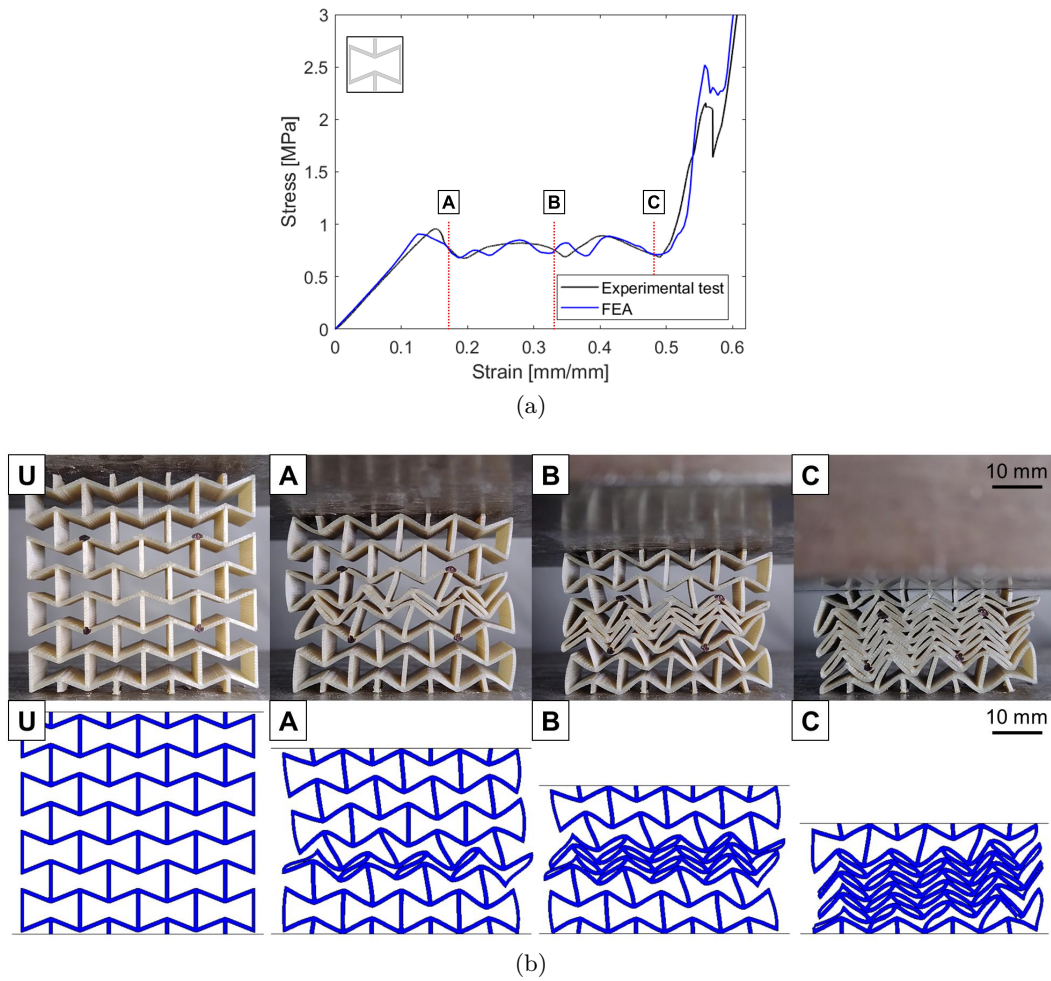 3
2.5
2
1.5
1
0.5
0
Stress [MPa]
A
B
C
Experimental test
FEA
0 0.1 0.2 0.3 0.4 0.5 0.6
Strain [mm/mm]
(a)
U A B C
10 mm
U A B C
10 mm
(b)